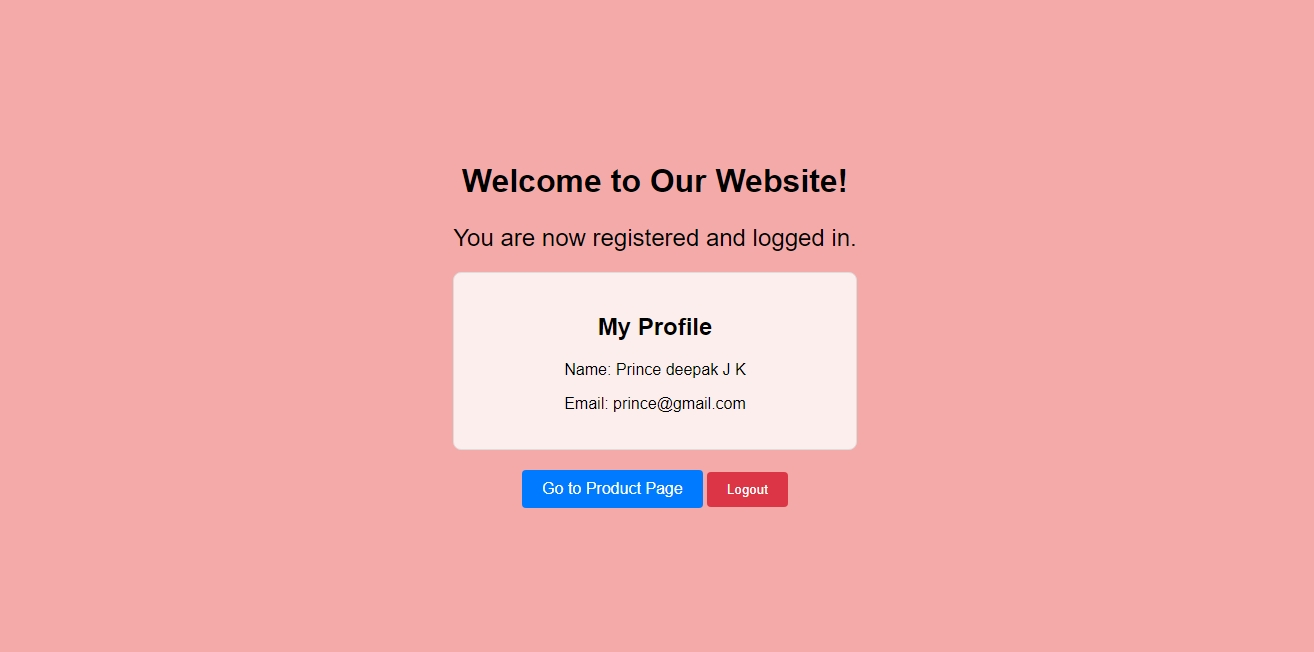 Welcome to Our Website!
You are now registered and logged in.
My Profile
Name: Prince deepak J K
Email: prince@gmail.com
Go to Product Page
Logout